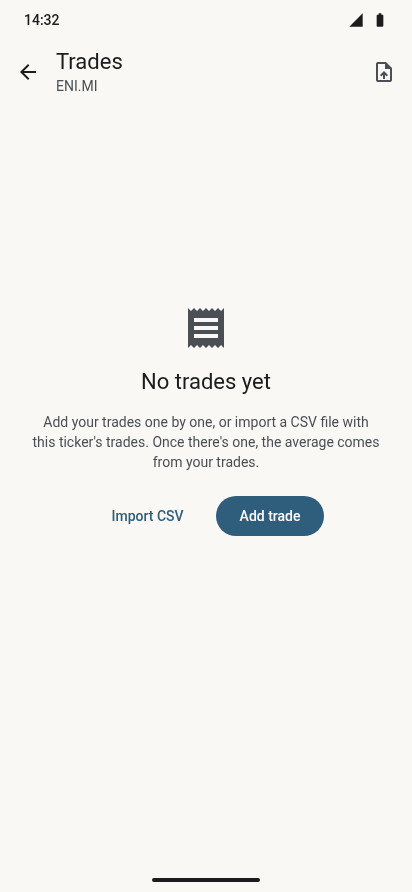 14:32
Trades
ENI.MI
No trades yet
Add your trades one by one, or import a CSV file with
this ticker's trades. Once there's one, the average comes
from your trades.
Import CSV
Add trade